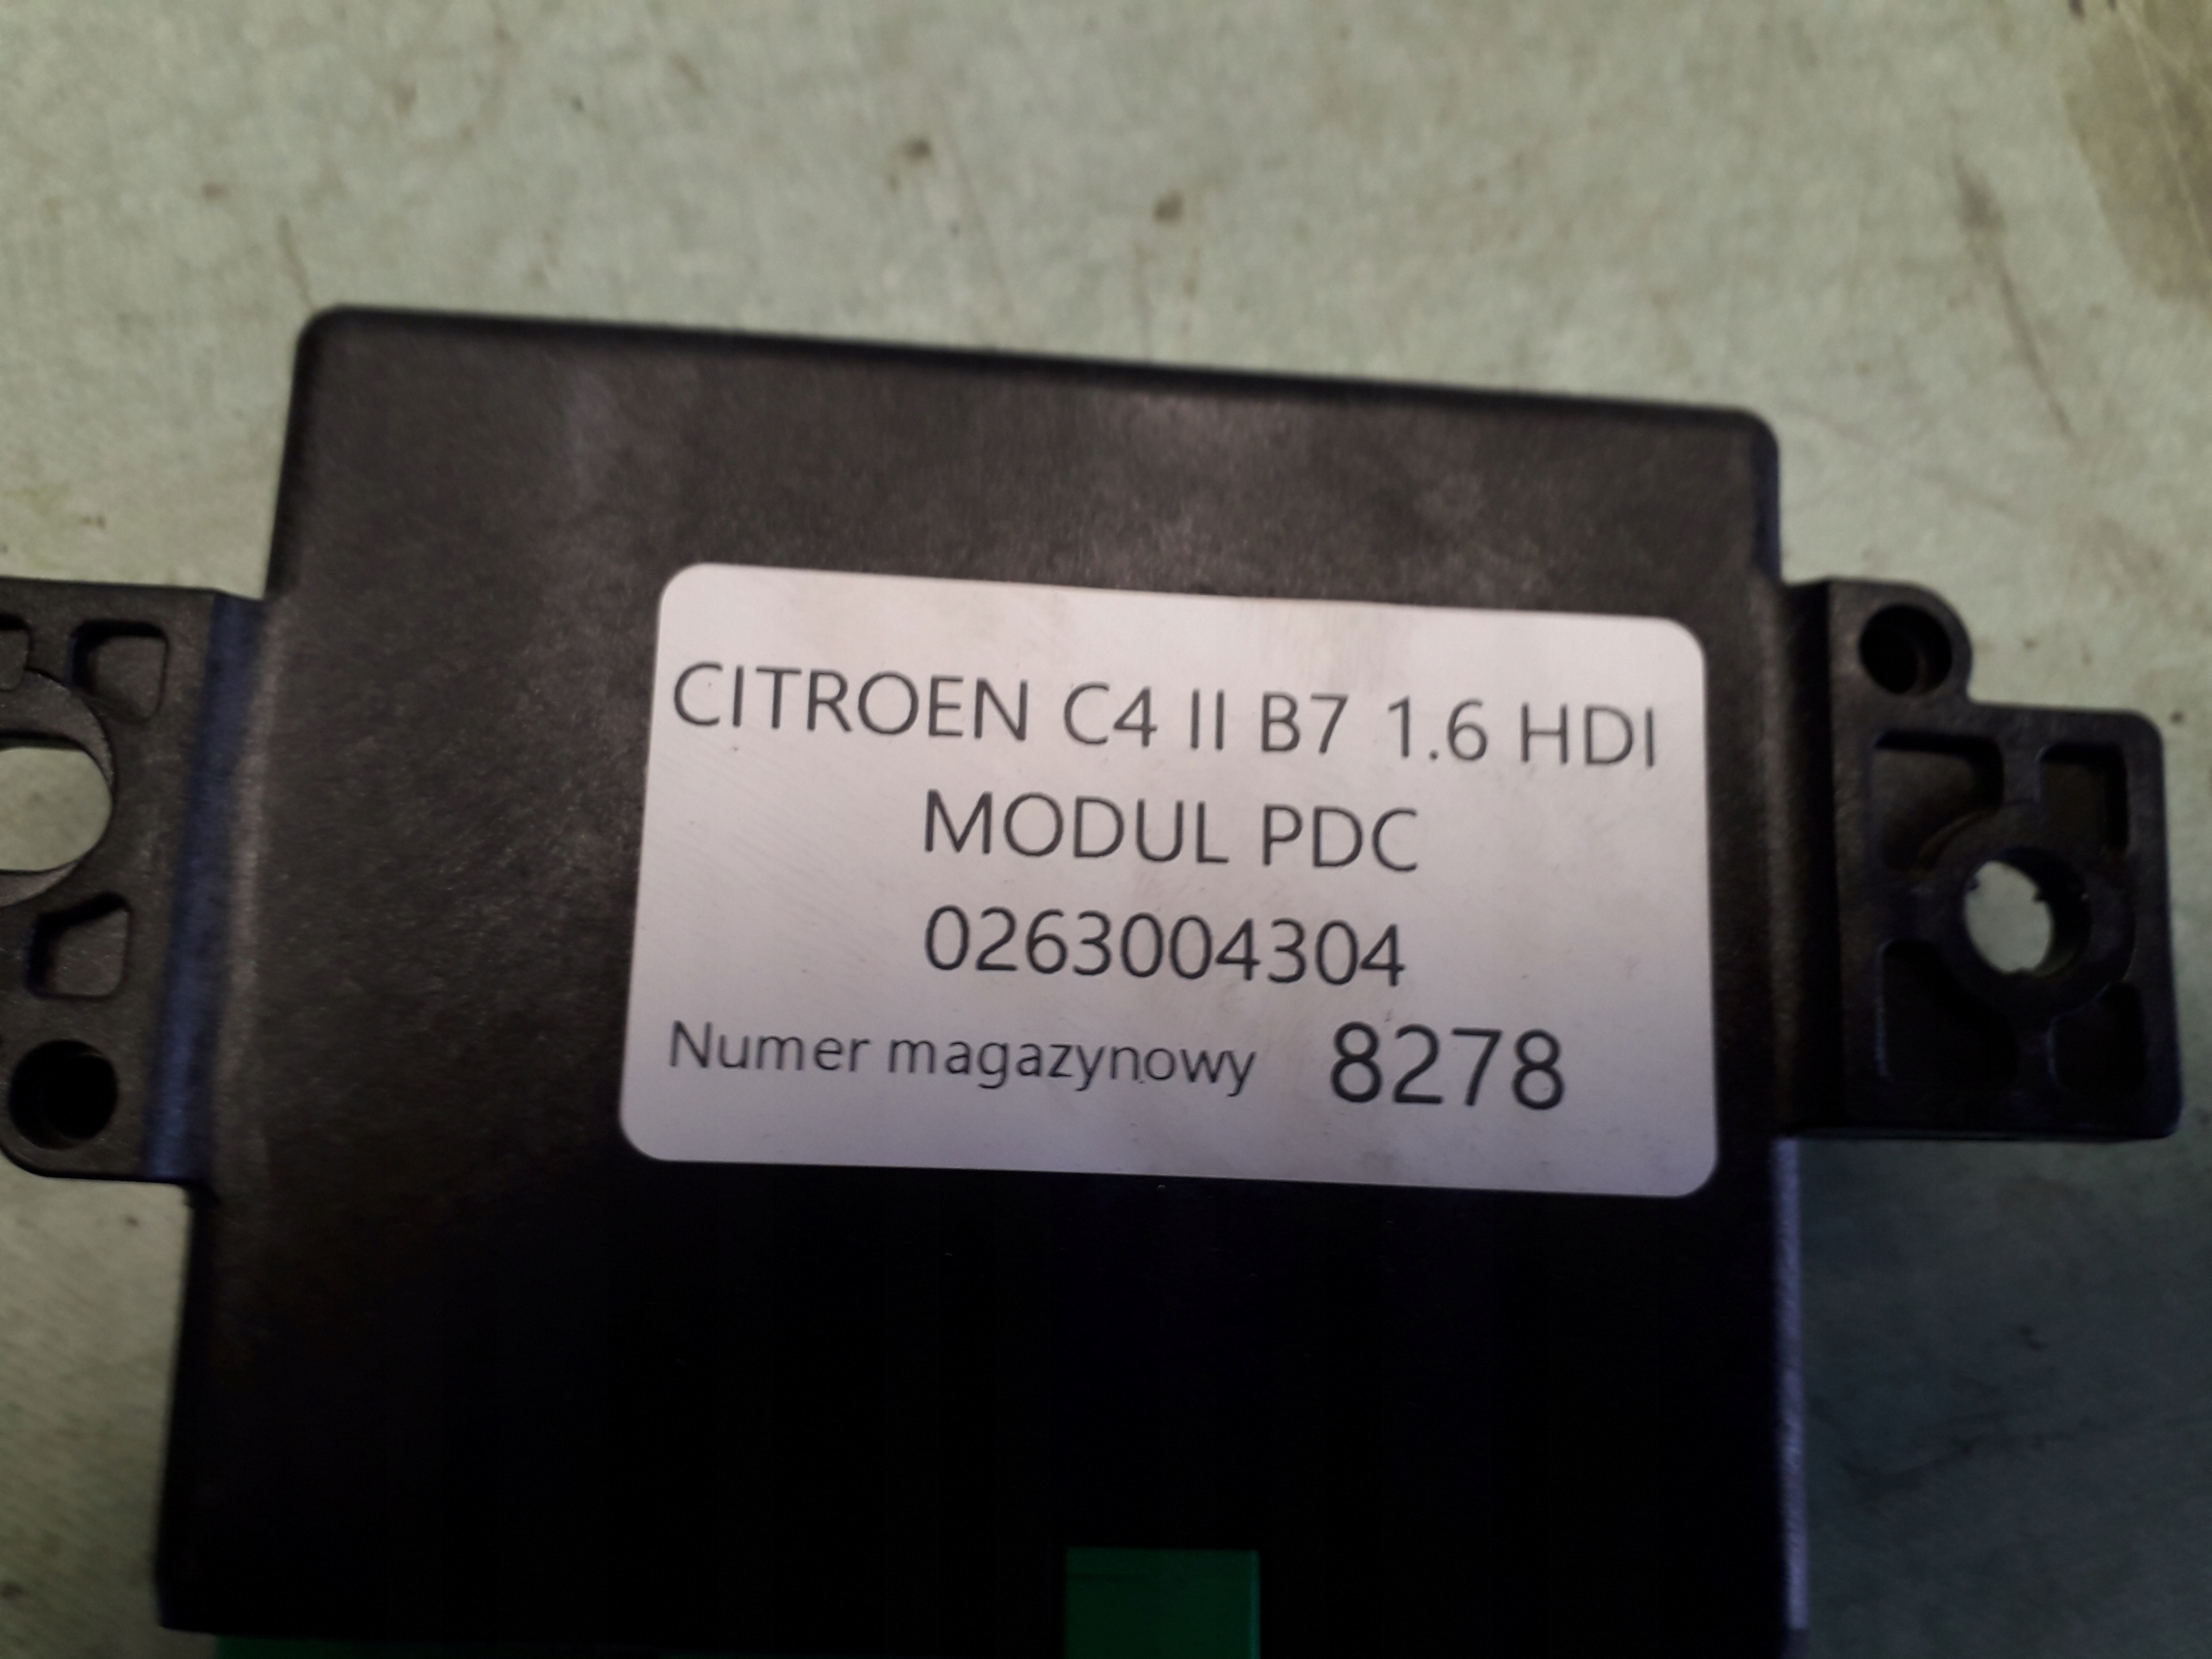 CITROEN C4 II B7 1.6 HDI
MODUL PDC
0263004304
Numer magazynowy 8278